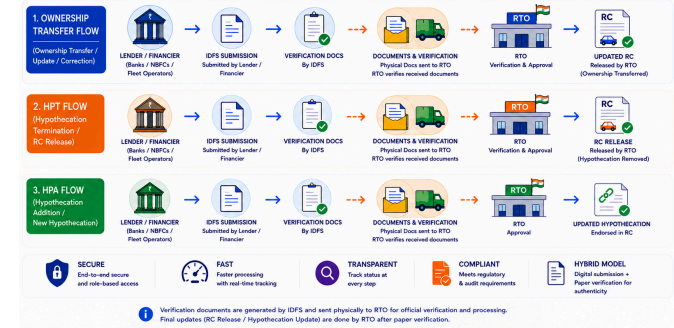 1. OWNERSHIP
TRANSFER FLOW
(Ownership Transfer /
Update / Correction)
LENDER / FINANCIER
(Banks / NBFCs /
Fleet Operators)
IDFS SUBMISSION
Submitted by Lender /
Financier
VERIFICATION DOCS
By IDFS
DOCUMENTS & VERIFICATION
Physical Docs sent to RTO
RTO verifies received documents
RTO
RTO
Verification & Approval
RC
UPDATED RC
Released by RTO
(Ownership Transferred)
2. HPT FLOW
(Hypothecation
Termination /
RC Release)
LENDER / FINANCIER
(Banks / NBFCs /
Fleet Operators)
IDFS SUBMISSION
Submitted by Lender /
Financier
VERIFICATION DOCS
By IDFS
DOCUMENTS & VERIFICATION
Physical Docs sent to RTO
RTO verifies received documents
RTO
RTO
Verification & Approval
RC
RC RELEASE
Released by RTO
(Hypothecation Removed)
3. HPA FLOW
(Hypothecation
Addition /
New Hypothecation)
LENDER / FINANCIER
(Banks / NBFCs /
Fleet Operators)
IDFS SUBMISSION
Submitted by Lender /
Financier
VERIFICATION DOCS
By IDFS
DOCUMENTS & VERIFICATION
Physical Docs sent to RTO
RTO verifies received documents
RTO
RTO
Approval
UPDATED HYPOTHECATION
Endorsed in RC
SECURE
End-to-end secure
and role-based access
FAST
Faster processing
with real-time tracking
TRANSPARENT
Track status at
every step
COMPLIANT
Meets regulatory
& audit requirements
HYBRID MODEL
Digital submission +
Paper verification for
authenticity
Verification documents are generated by IDFS and sent physically to RTO for official verification and processing.
Final updates (RC Release / Hypothecation Update) are done by RTO after paper verification.